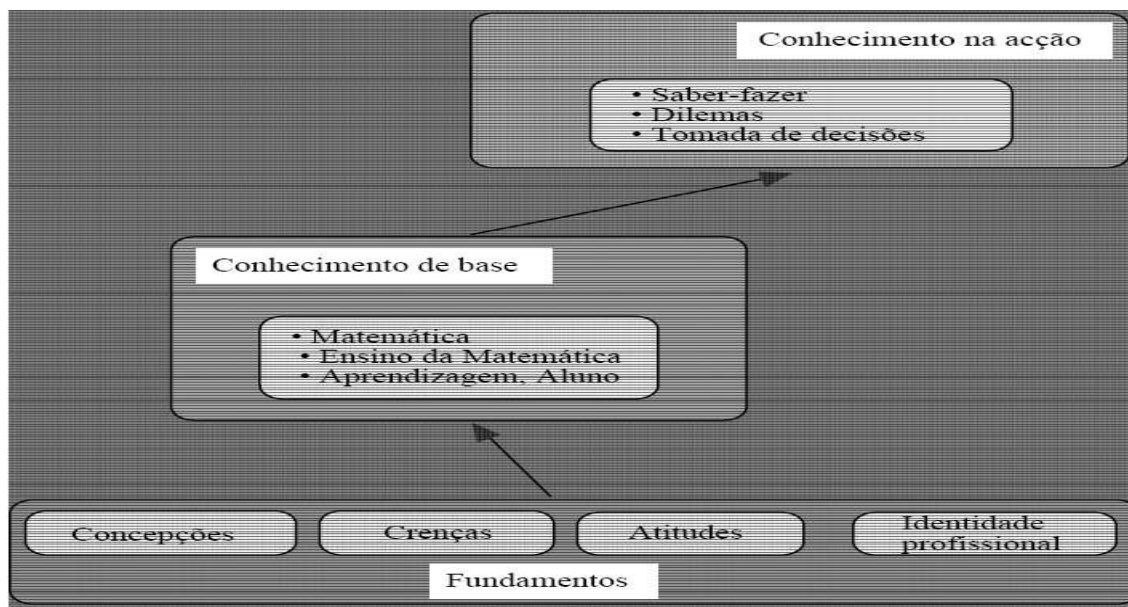 Conhecimento na acção
• Saber-fazer
• Dilemas
• Tomada de decisões
Conhecimento de base
• Matemática
• Ensino da Matemática
• Aprendizagem, Aluno
Concepções
Crenças
Atitudes
Identidade
profissional
Fundamentos